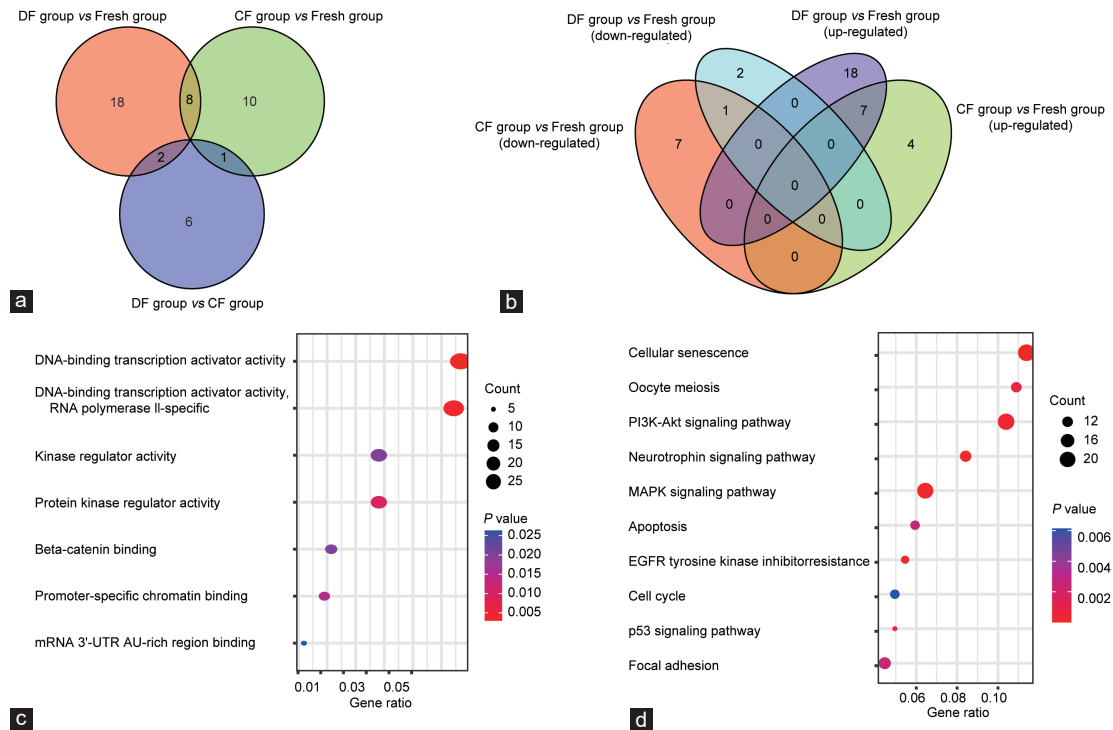 DF group vs Fresh group
CF group vs Fresh group
18
8
10
2
1
6
DF group vs CF group
a
DF group vs Fresh group
(down-regulated)
DF group vs Fresh group
(up-regulated)
CF group vs Fresh group
(down-regulated)
CF group vs Fresh group
(up-regulated)
2
18
0
1
7
7
0
0
4
0
0
0
0
0
0
b
DNA-binding transcription activator activity
DNA-binding transcription activator activity,
RNA polymerase II-specific
Kinase regulator activity
Protein kinase regulator activity
Beta-catenin binding
Promoter-specific chromatin binding
mRNA 3'-UTR AU-rich region binding
0.01 0.03 0.05
Gene ratio
Count
5
10
15
20
25
P value
0.025
0.020
0.015
0.010
0.005
c
Cellular senescence
Oocyte meiosis
PI3K-Akt signaling pathway
Neurotrophin signaling pathway
MAPK signaling pathway
Apoptosis
EGFR tyrosine kinase inhibitorresistance
Cell cycle
p53 signaling pathway
Focal adhesion
0.06 0.08 0.10
Gene ratio
Count
12
16
20
P value
0.006
0.004
0.002
d